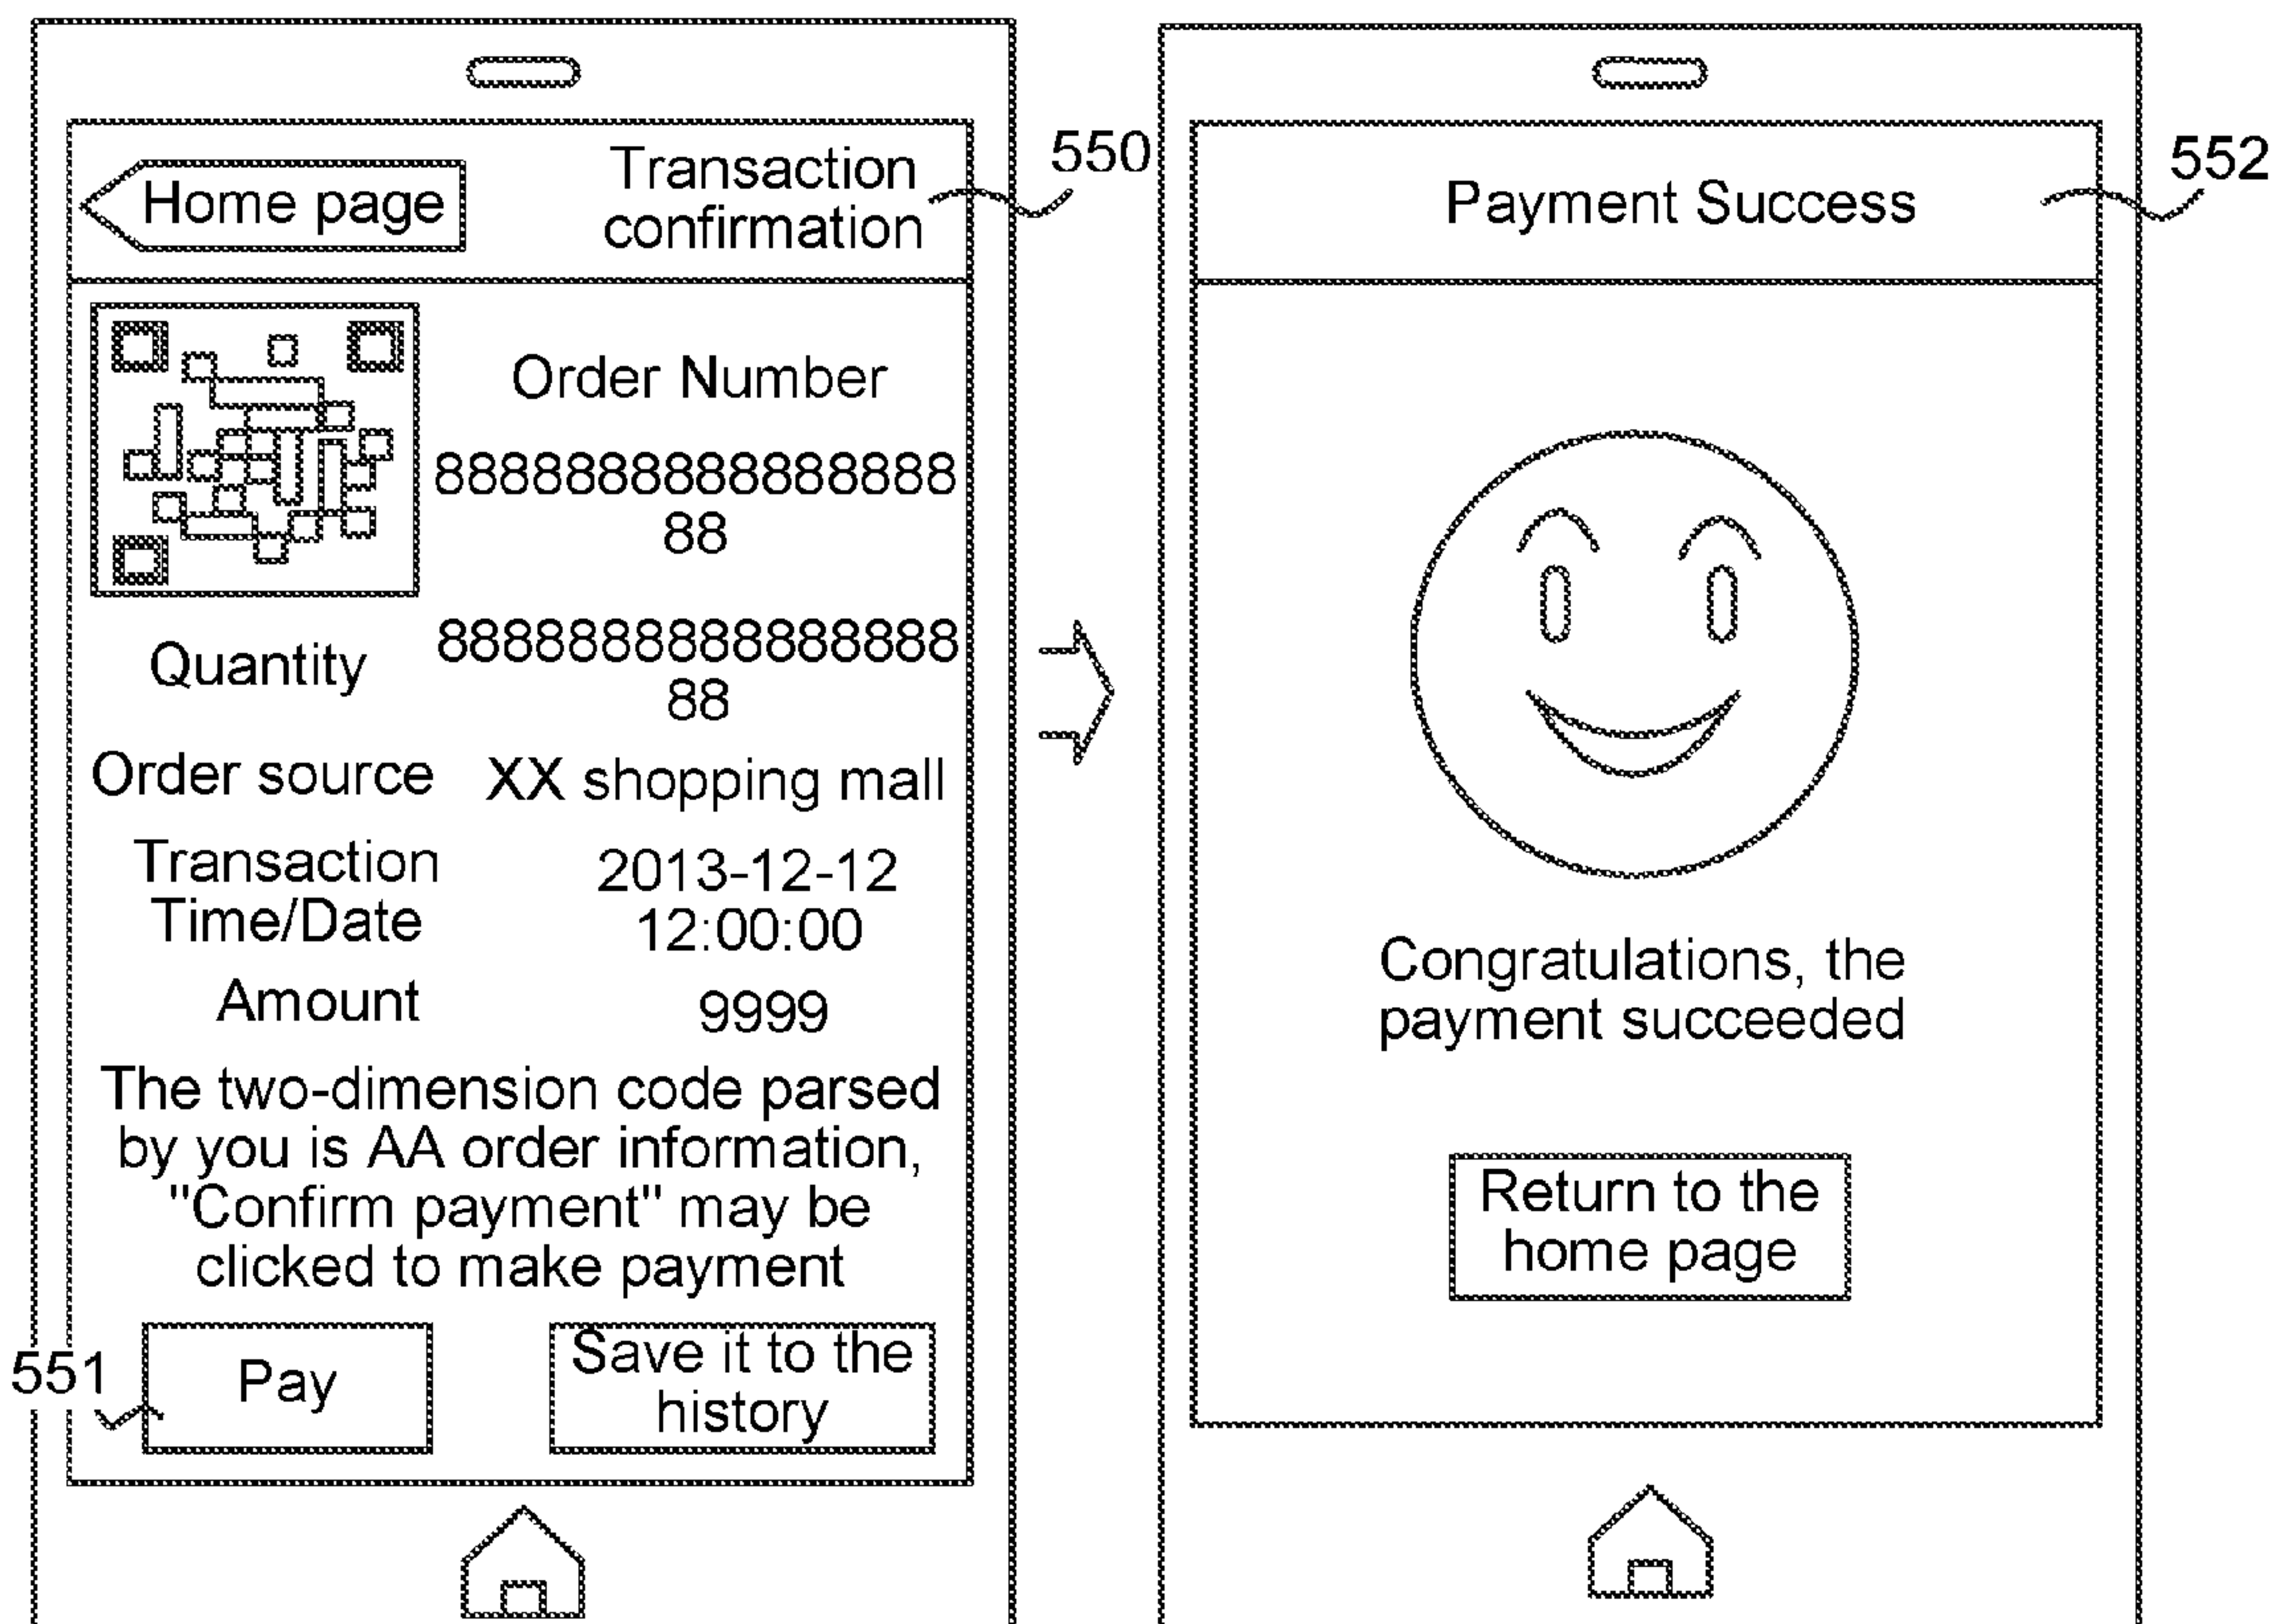 Home page
Transaction
confirmation
550
Order Number
8888888888888888
88
Quantity
8888888888888888
88
Order source
XX shopping mall
Transaction
Time/Date
2013-12-12
12:00:00
Amount
9999
The two-dimension code parsed
by you is AA order information,
"Confirm payment" may be
clicked to make payment
551
Pay
Save it to the
history
552
Payment Success
Congratulations, the
payment succeeded
Return to the
home page